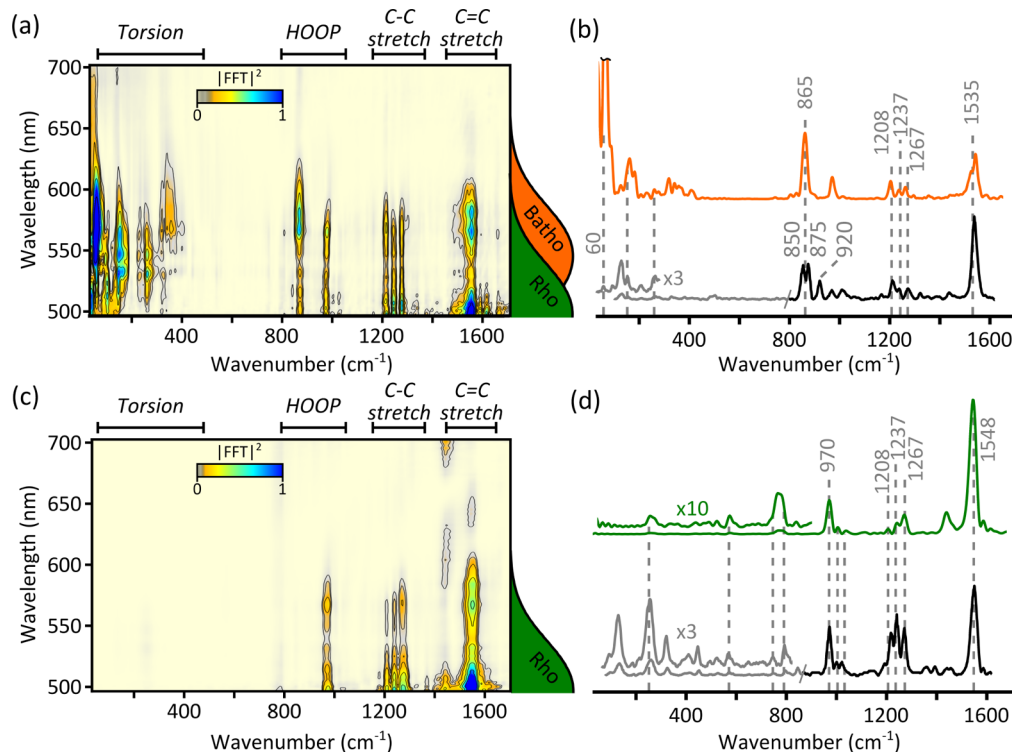 (a)
Torsion
HOOP
C-C
stretch
C=C
stretch
|FFT|²
0 1
700
650
600
550
500
Wavelength (nm)
Batho
Rho
400 800 1200 1600
Wavenumber (cm⁻¹)
(b)
865
1208
1237
1267
1535
60
850
875
920
x3
400 800 1200 1600
Wavenumber (cm⁻¹)
(c)
Torsion
HOOP
C-C
stretch
C=C
stretch
|FFT|²
0 1
700
650
600
550
500
Wavelength (nm)
Rho
400 800 1200 1600
Wavenumber (cm⁻¹)
(d)
970
1208
1237
1267
1548
x10
x3
400 800 1200 1600
Wavenumber (cm⁻¹)